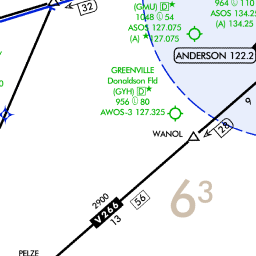 964 ⓛ 110
(GMU) D★
ASOS 134.25
1048 ⓛ 54
(A) 134.25
ASOS 127.075
(A) ★127.075
32
ANDERSON 122.2
GREENVILLE
Donaldson Fld
(GYH) D★
956 ⓛ 80
AWOS-3 127.325
9
WANOL
28
6³
2900
V 266
56
13
PELZE